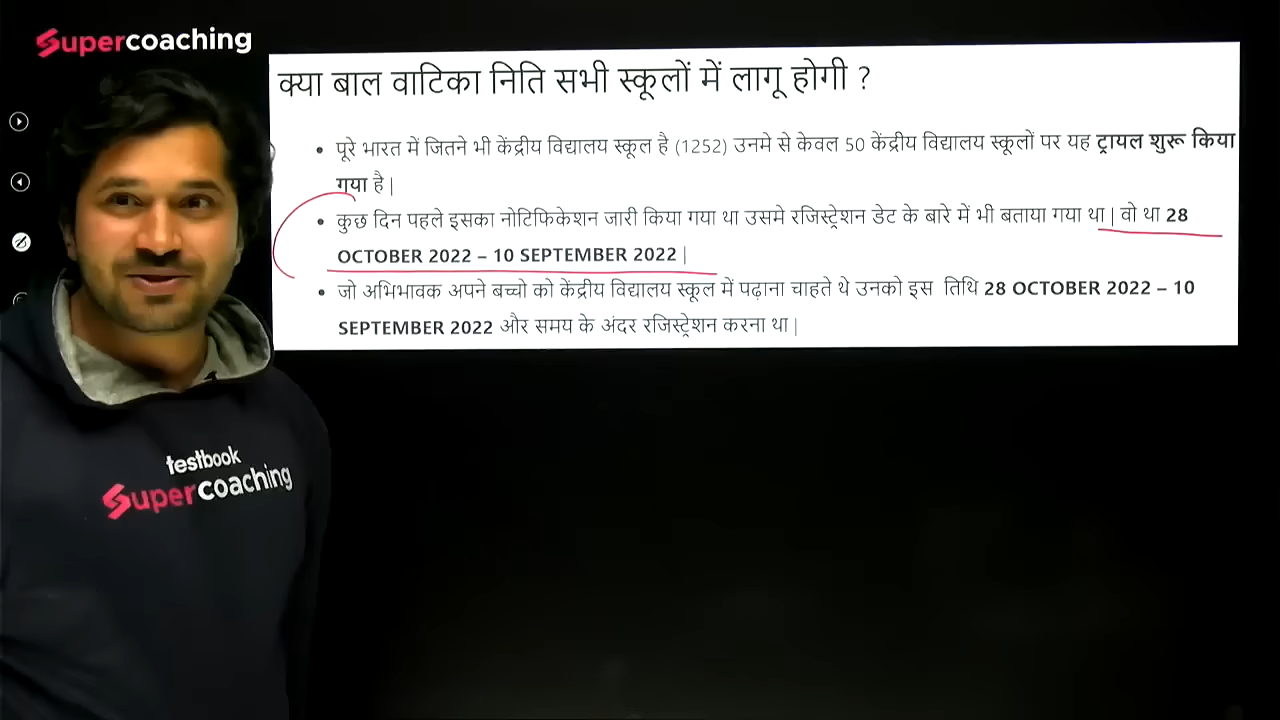 Supercoaching
क्या बाल वाटिका निति सभी स्कूलों में लागू होगी ?
पूरे भारत में जितने भी केंद्रीय विद्यालय स्कूल है (1252) उनमे से केवल 50 केंद्रीय विद्यालय स्कूलों पर यह ट्रायल शुरू किया
गया है |
कुछ दिन पहले इसका नोटिफिकेशन जारी किया गया था उसमे रजिस्ट्रेशन डेट के बारे में भी बताया गया था | वो था 28
OCTOBER 2022 – 10 SEPTEMBER 2022 |
जो अभिभावक अपने बच्चो को केंद्रीय विद्यालय स्कूल में पढ़ाना चाहते थे उनको इस तिथि 28 OCTOBER 2022 – 10
SEPTEMBER 2022 और समय के अंदर रजिस्ट्रेशन करना था |
testbook
Supercoaching